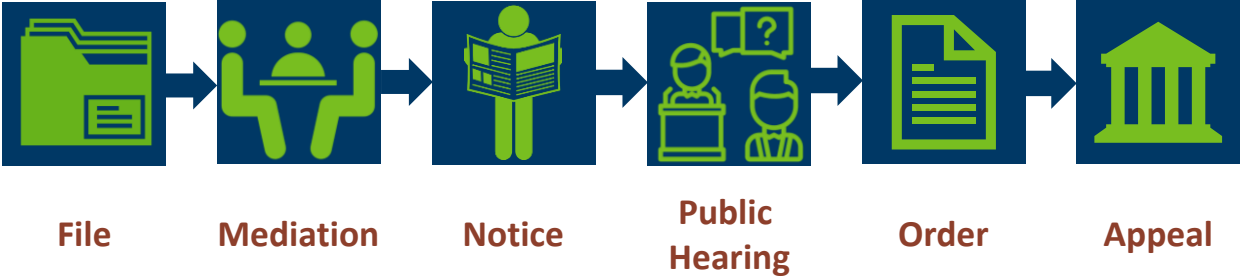 File
Mediation
Notice
Public
Hearing
Order
Appeal
?